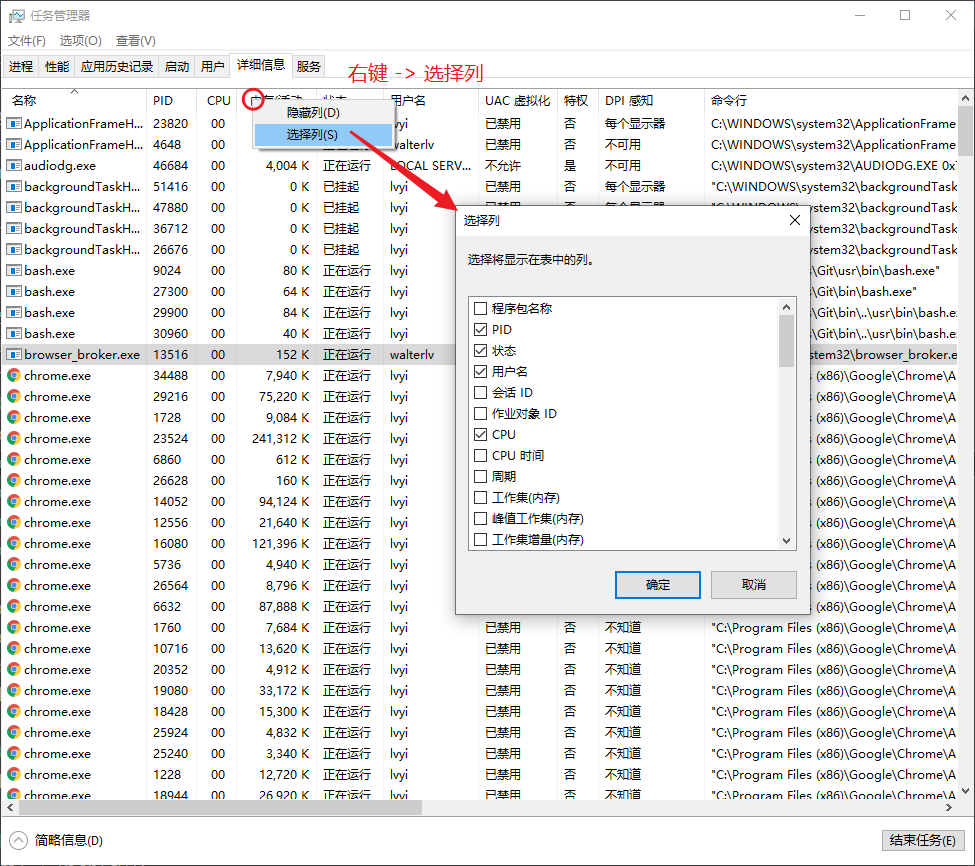 任务管理器
文件(F) 选项(O) 查看(V)
进程 性能 应用历史记录 启动 用户 详细信息 服务
右键 -> 选择列
名称 PID CPU 用户名 UAC 虚拟化 特权 DPI 感知 命令行
隐藏列(D)
选择列(S)
ApplicationFrameH... 23820 00 lvyi 已禁用 否 每个显示器 C:\WINDOWS\system32\ApplicationFrame
ApplicationFrameH... 4648 00 walterlv 已禁用 否 不可用 C:\WINDOWS\system32\ApplicationFrame
audiodg.exe 46684 00 4,004 K 正在运行 LOCAL SERV... 不允许 是 不可用 C:\WINDOWS\system32\AUDIODG.EXE 0x
backgroundTaskH... 51416 00 0 K 已挂起 lvyi 已禁用 否 每个显示器 "C:\WINDOWS\system32\backgroundTask
backgroundTaskH... 47880 00 0 K 已挂起 lvyi ystem32\backgroundTask
backgroundTaskH... 36712 00 0 K 已挂起 lvyi ystem32\backgroundTask
backgroundTaskH... 26676 00 0 K 已挂起 lvyi ystem32\backgroundTask
bash.exe 9024 00 80 K 正在运行 lvyi \Git\usr\bin\bash.exe"
bash.exe 27300 00 64 K 正在运行 lvyi \Git\bin\bash.exe"
bash.exe 29900 00 84 K 正在运行 lvyi \Git\bin\..\usr\bin\bash.e
bash.exe 30960 00 40 K 正在运行 lvyi \Git\bin\..\usr\bin\bash.e
browser_broker.exe 13516 00 152 K 正在运行 walterlv stem32\browser_broker.e
chrome.exe 34488 00 7,940 K 正在运行 lvyi (x86)\Google\Chrome\A
chrome.exe 29216 00 75,220 K 正在运行 lvyi (x86)\Google\Chrome\A
chrome.exe 1728 00 9,084 K 正在运行 lvyi (x86)\Google\Chrome\A
chrome.exe 23524 00 241,312 K 正在运行 lvyi (x86)\Google\Chrome\A
chrome.exe 6860 00 612 K 正在运行 lvyi (x86)\Google\Chrome\A
chrome.exe 26628 00 160 K 正在运行 lvyi (x86)\Google\Chrome\A
chrome.exe 14052 00 94,124 K 正在运行 lvyi (x86)\Google\Chrome\A
chrome.exe 12556 00 21,640 K 正在运行 lvyi (x86)\Google\Chrome\A
chrome.exe 16080 00 121,396 K 正在运行 lvyi (x86)\Google\Chrome\A
chrome.exe 5736 00 4,940 K 正在运行 lvyi (x86)\Google\Chrome\A
chrome.exe 26564 00 8,796 K 正在运行 lvyi (x86)\Google\Chrome\A
chrome.exe 6632 00 87,888 K 正在运行 lvyi (x86)\Google\Chrome\A
chrome.exe 1760 00 7,684 K 正在运行 lvyi 已禁用 否 不知道 "C:\Program Files (x86)\Google\Chrome\A
chrome.exe 10716 00 13,620 K 正在运行 lvyi 已禁用 否 不知道 "C:\Program Files (x86)\Google\Chrome\A
chrome.exe 20352 00 4,912 K 正在运行 lvyi 已禁用 否 不知道 "C:\Program Files (x86)\Google\Chrome\A
chrome.exe 19080 00 33,172 K 正在运行 lvyi 已禁用 否 不知道 "C:\Program Files (x86)\Google\Chrome\A
chrome.exe 18428 00 15,300 K 正在运行 lvyi 已禁用 否 不知道 "C:\Program Files (x86)\Google\Chrome\A
chrome.exe 25924 00 4,832 K 正在运行 lvyi 已禁用 否 不知道 "C:\Program Files (x86)\Google\Chrome\A
chrome.exe 25240 00 3,340 K 正在运行 lvyi 已禁用 否 不知道 "C:\Program Files (x86)\Google\Chrome\A
chrome.exe 1228 00 12,720 K 正在运行 lvyi 已禁用 否 不知道 "C:\Program Files (x86)\Google\Chrome\A
chrome.exe 18944 00 26,920 K 正在运行 lvyi 已禁用 否 不知道 "C:\Program Files (x86)\Google\Chrome\A
选择列
选择将显示在表中的列。
程序包名称
PID
状态
用户名
会话 ID
作业对象 ID
CPU
CPU 时间
周期
工作集(内存)
峰值工作集(内存)
工作集增量(内存)
确定 取消
简略信息(D) 结束任务(E)